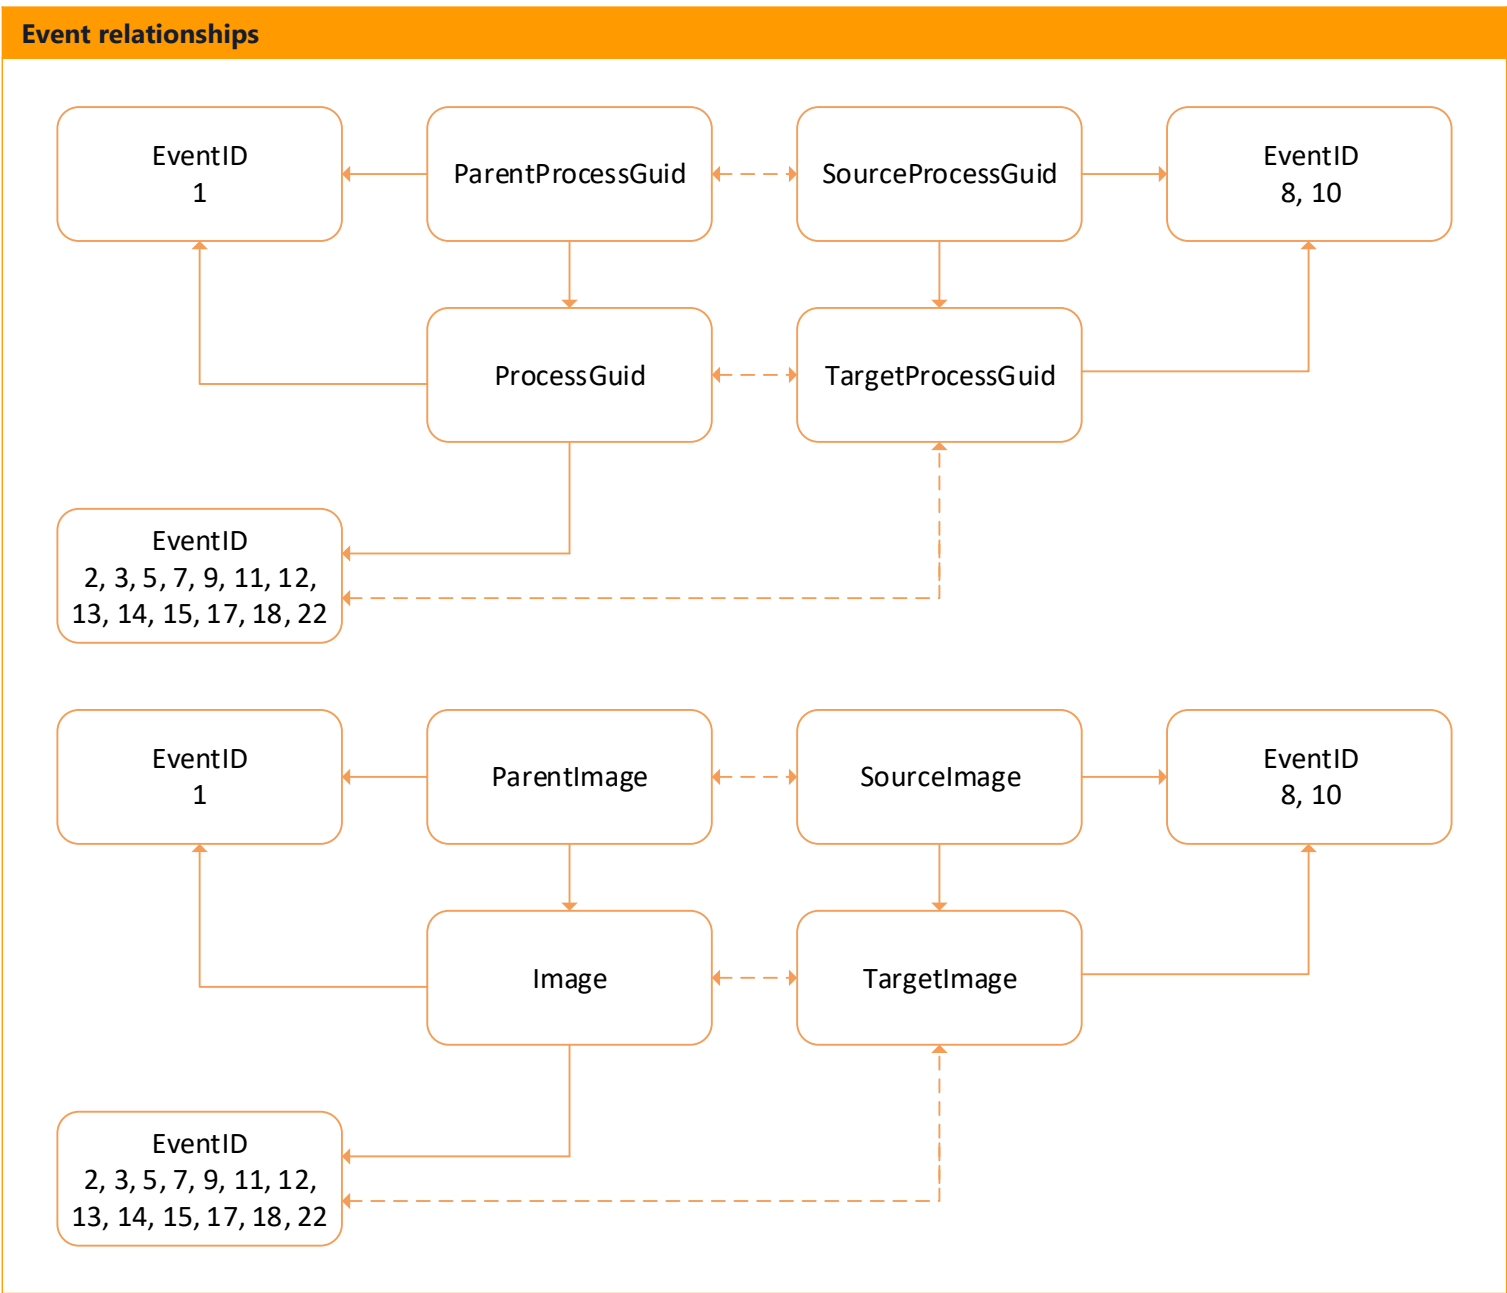 Event relationships
EventID
1
ParentProcessGuid
SourceProcessGuid
EventID
8, 10
ProcessGuid
TargetProcessGuid
EventID
2, 3, 5, 7, 9, 11, 12,
13, 14, 15, 17, 18, 22
EventID
1
ParentImage
SourceImage
EventID
8, 10
Image
TargetImage
EventID
2, 3, 5, 7, 9, 11, 12,
13, 14, 15, 17, 18, 22